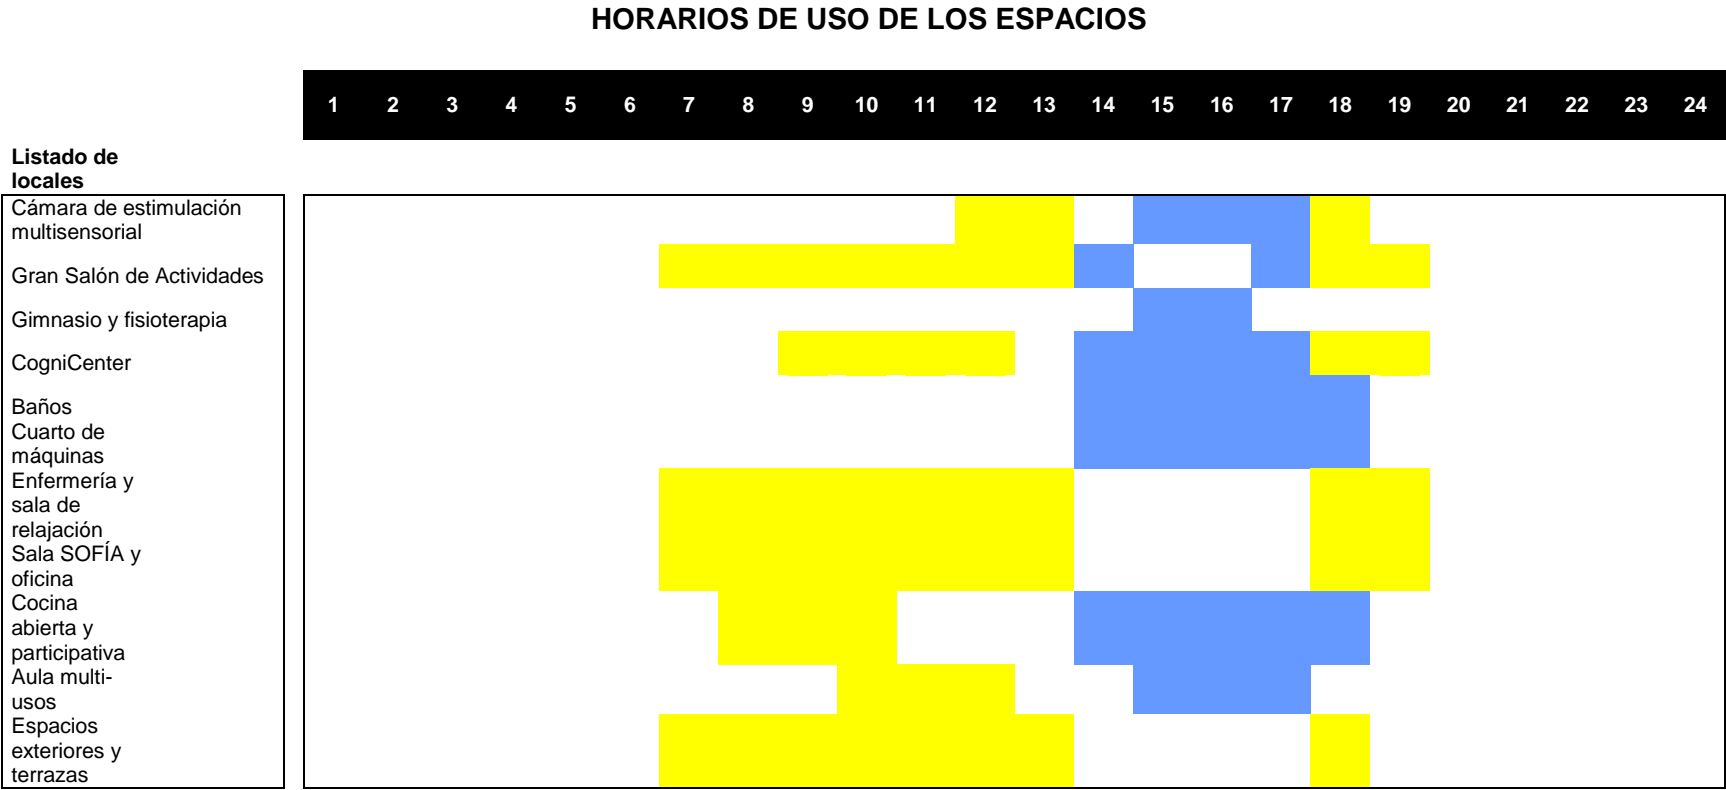 HORARIOS DE USO DE LOS ESPACIOS
1 2 3 4 5 6 7 8 9 10 11 12 13 14 15 16 17 18 19 20 21 22 23 24
Listado de
locales
Cámara de estimulación
multisensorial
Gran Salón de Actividades
Gimnasio y fisioterapia
CogniCenter
Baños
Cuarto de
máquinas
Enfermería y
sala de
relajación
Sala SOFÍA y
oficina
Cocina
abierta y
participativa
Aula multi-
usos
Espacios
exteriores y
terrazas